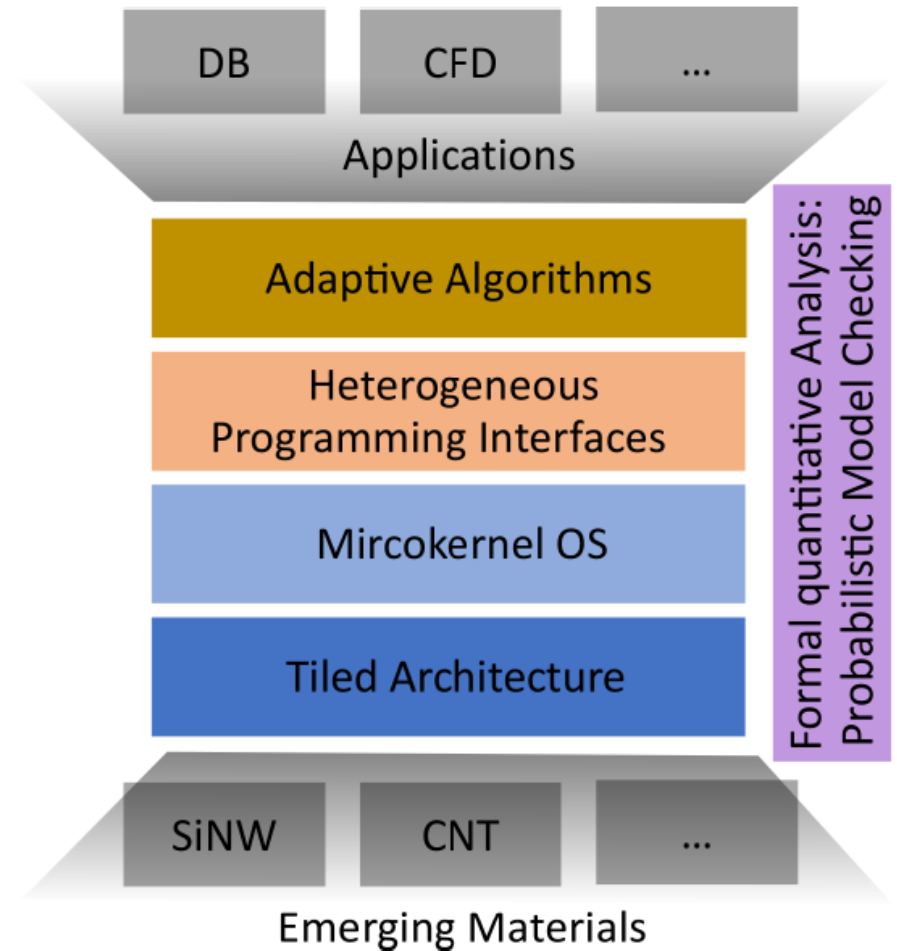 DB
CFD
...
Applications
Adaptive Algorithms
Heterogeneous
Programming Interfaces
Mircokernel OS
Tiled Architecture
Formal quantitative Analysis:
Probabilistic Model Checking
SiNW
CNT
...
Emerging Materials